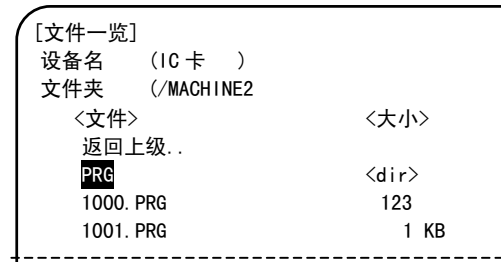 [文件一览]
设备名 (IC卡 )
文件夹 (/MACHINE2
<文件> <大小>
返回上级..
PRG <dir>
1000.PRG 123
1001.PRG 1 KB